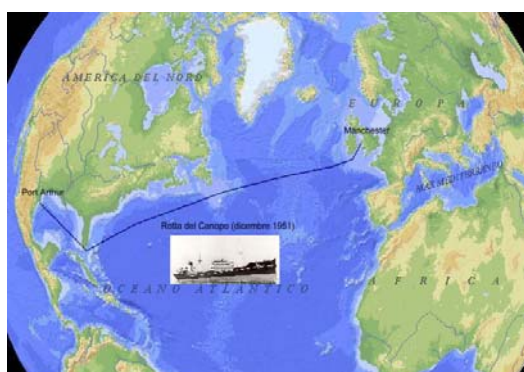 AMERICA DEL NORD
EUROPA
Manchester
MAR MEDITERRANEO
Port Arthur
Rotta del Canopo (dicembre 1951)
OCEANO ATLANTICO
AFRICA